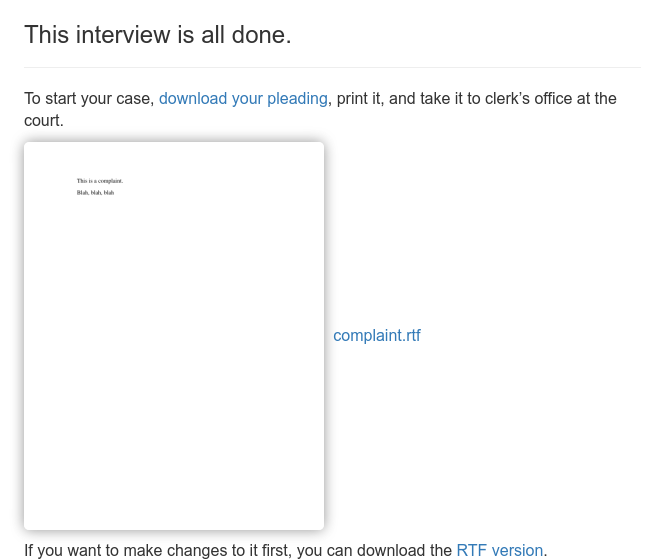 This interview is all done.
To start your case, download your pleading, print it, and take it to clerk’s office at the
court.
This is a complaint.
Blah, blah, blah
complaint.rtf
If you want to make changes to it first, you can download the RTF version.